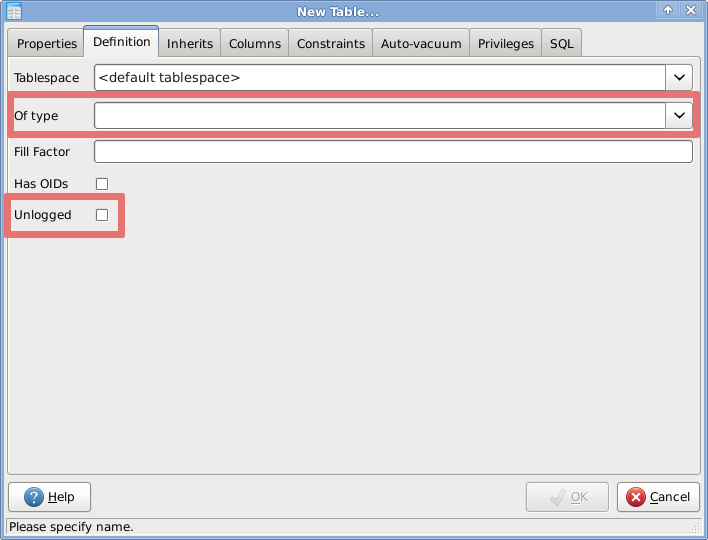 New Table...
Properties Definition Inherits Columns Constraints Auto-vacuum Privileges SQL
Tablespace <default tablespace>
Of type
Fill Factor
Has OIDs
Unlogged
Help OK Cancel
Please specify name.